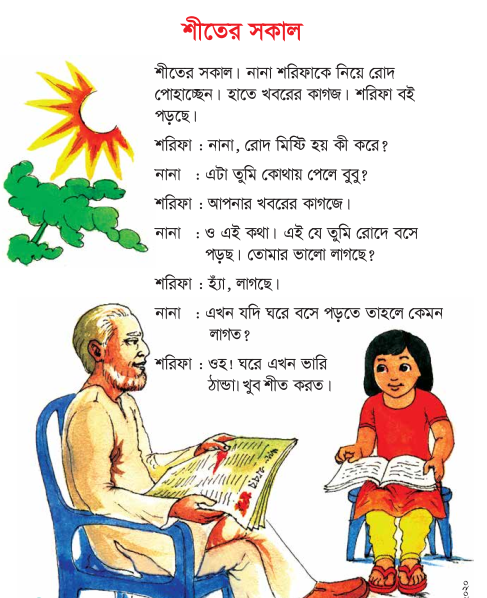 শীতের সকাল
শীতের সকাল। নানা শরিফাকে নিয়ে রোদ
পোহাচ্ছেন। হাতে খবরের কাগজ। শরিফা বই
পড়ছে।
শরিফা : নানা, রোদ মিষ্টি হয় কী করে?
নানা : এটা তুমি কোথায় পেলে বুবু?
শরিফা : আপনার খবরের কাগজে।
নানা : ও এই কথা। এই যে তুমি রোদে বসে
পড়ছ। তোমার ভালো লাগছে?
শরিফা : হ্যাঁ, লাগছে।
নানা : এখন যদি ঘরে বসে পড়তে তাহলে কেমন
লাগত?
শরিফা : ওহ! ঘরে এখন ভারি
ঠান্ডা। খুব শীত করত।